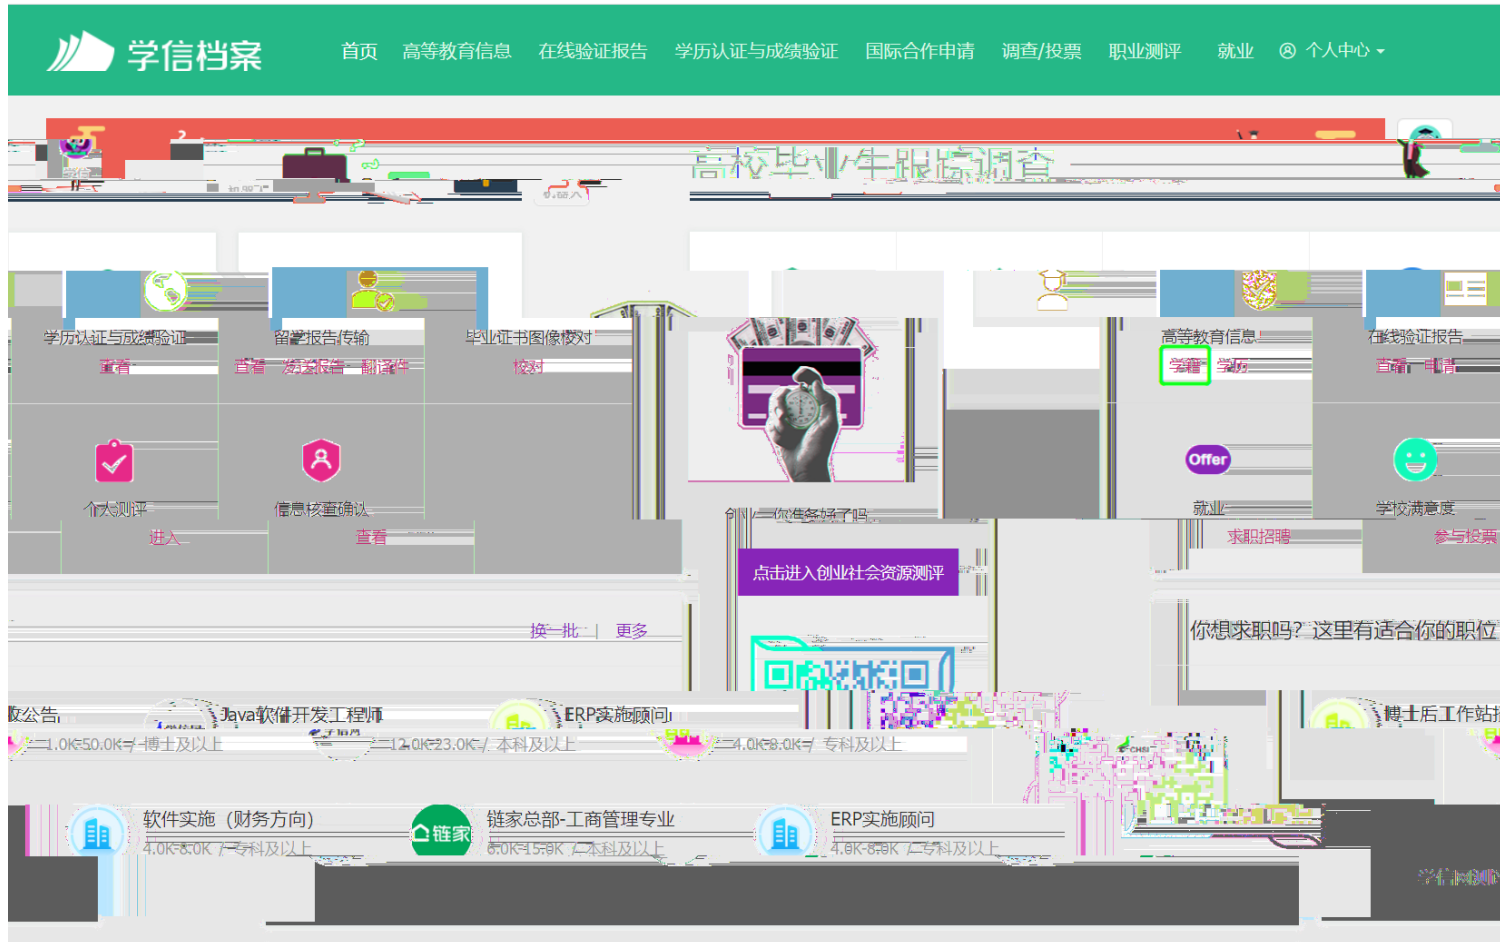 学信档案
首页 高等教育信息 在线验证报告 学历认证与成绩验证 国际合作申请 调查/投票 职业测评 就业 个人中心
高校毕业生跟踪调查
学历认证与成绩验证 留学报告传输 毕业证书图像校对 高等教育信息 在线验证报告
查看 查看 发送报告 翻译件 校对 学籍 学历 查看 申请
Offer
个人测评 信息核查确认 就业 学校满意度
创业—你准备好了吗
进入 查看 求职招聘 参与投票
点击进入创业社会资源测评
换一批 | 更多 你想求职吗？这里有适合你的职位
Java软件开发工程师 ERP实施顾问 博士后工作站
1.0K-50.0K / 博士及以上 12.0K-23.0K / 本科及以上 4.0K-8.0K / 专科及以上
CHSI
软件实施（财务方向） 链家 链家总部-工商管理专业 ERP实施顾问
4.0K-8.0K / 专科及以上 6.0K-15.0K / 本科及以上 4.0K-8.0K / 专科及以上